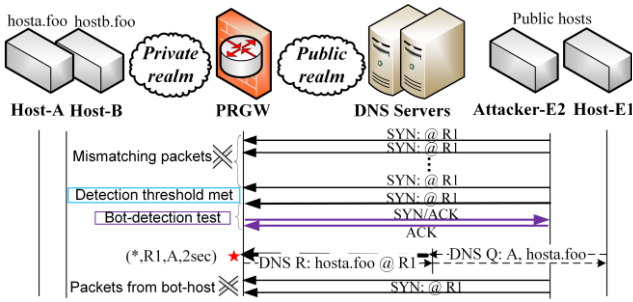 hosta.foo hostb.foo Public hosts
Private realm
Public realm
Host-A Host-B PRGW DNS Servers Attacker-E2 Host-E1
SYN: @ R1
SYN: @ R1
Mismatching packets
SYN: @ R1
Detection threshold met
SYN: @ R1
Bot-detection test
SYN/ACK
ACK
(*,R1,A,2sec)
DNS Q: A, hosta.foo
DNS R: hosta.foo @ R1
Packets from bot-host
SYN: @ R1